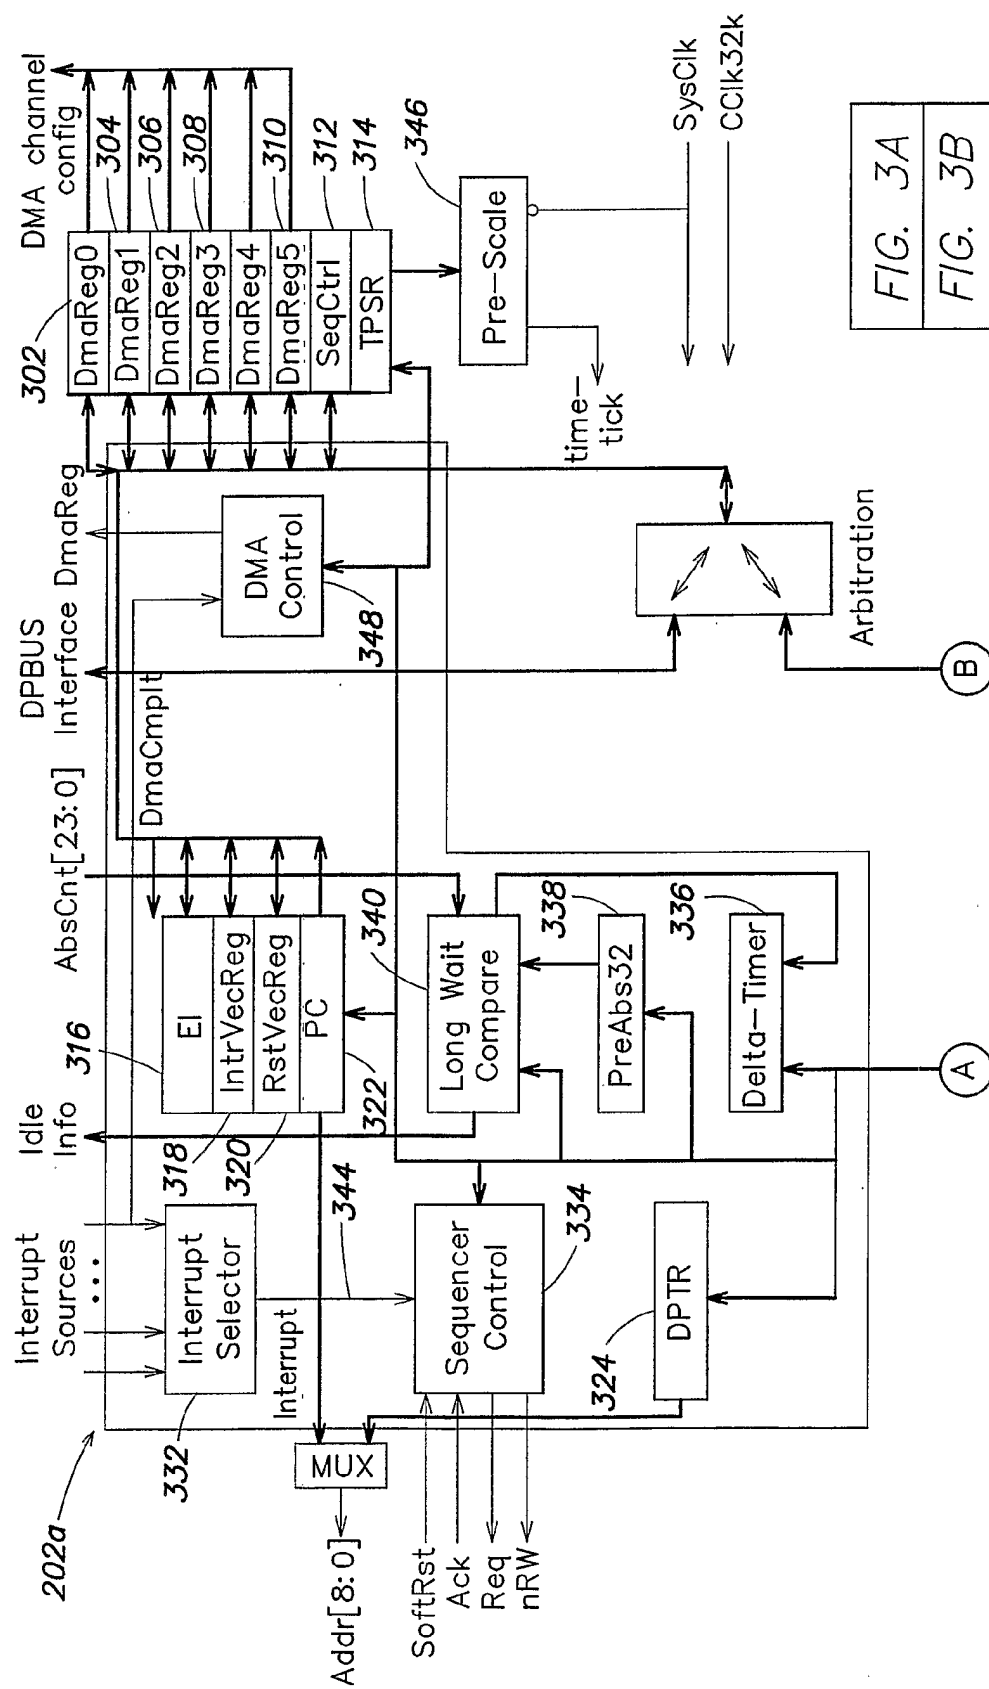 202a
Interrupt
Sources
...
Idle
Info
AbsCnt[23:0]
DPBUS
Interface
DmaReg
DMA channel
config
332
Interrupt
Selector
316
EI
IntrVecReg
RstVecReg
PC
318
320
322
DmaCmplt
DMA
Control
348
302
DmaReg0
DmaReg1
DmaReg2
DmaReg3
DmaReg4
DmaReg5
SeqCtrl
TPSR
304
306
308
310
312
314
Interrupt
344
MUX
Addr[8:0]
SoftRst
Ack
Req
nRW
Sequencer
Control
334
340
Long Wait
Compare
338
PreAbs32
336
Delta-Timer
324
DPTR
346
Pre-Scale
time-
tick
SysClk
CClk32k
Arbitration
A
B
FIG. 3A
FIG. 3B